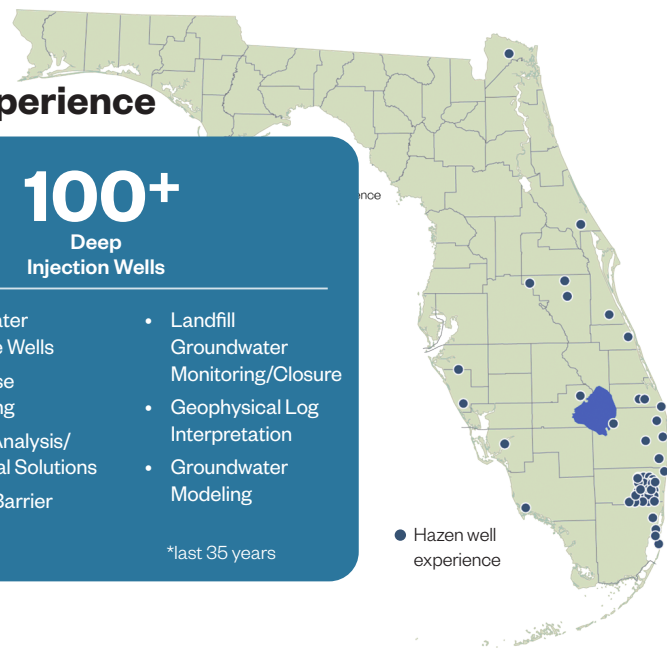 perience
100+
Deep
Injection Wells
ence
ater
e Wells
se
ng
Analysis/
al Solutions
Barrier
• Landfill
Groundwater
Monitoring/Closure
• Geophysical Log
Interpretation
• Groundwater
Modeling
*last 35 years
Hazen well
experience